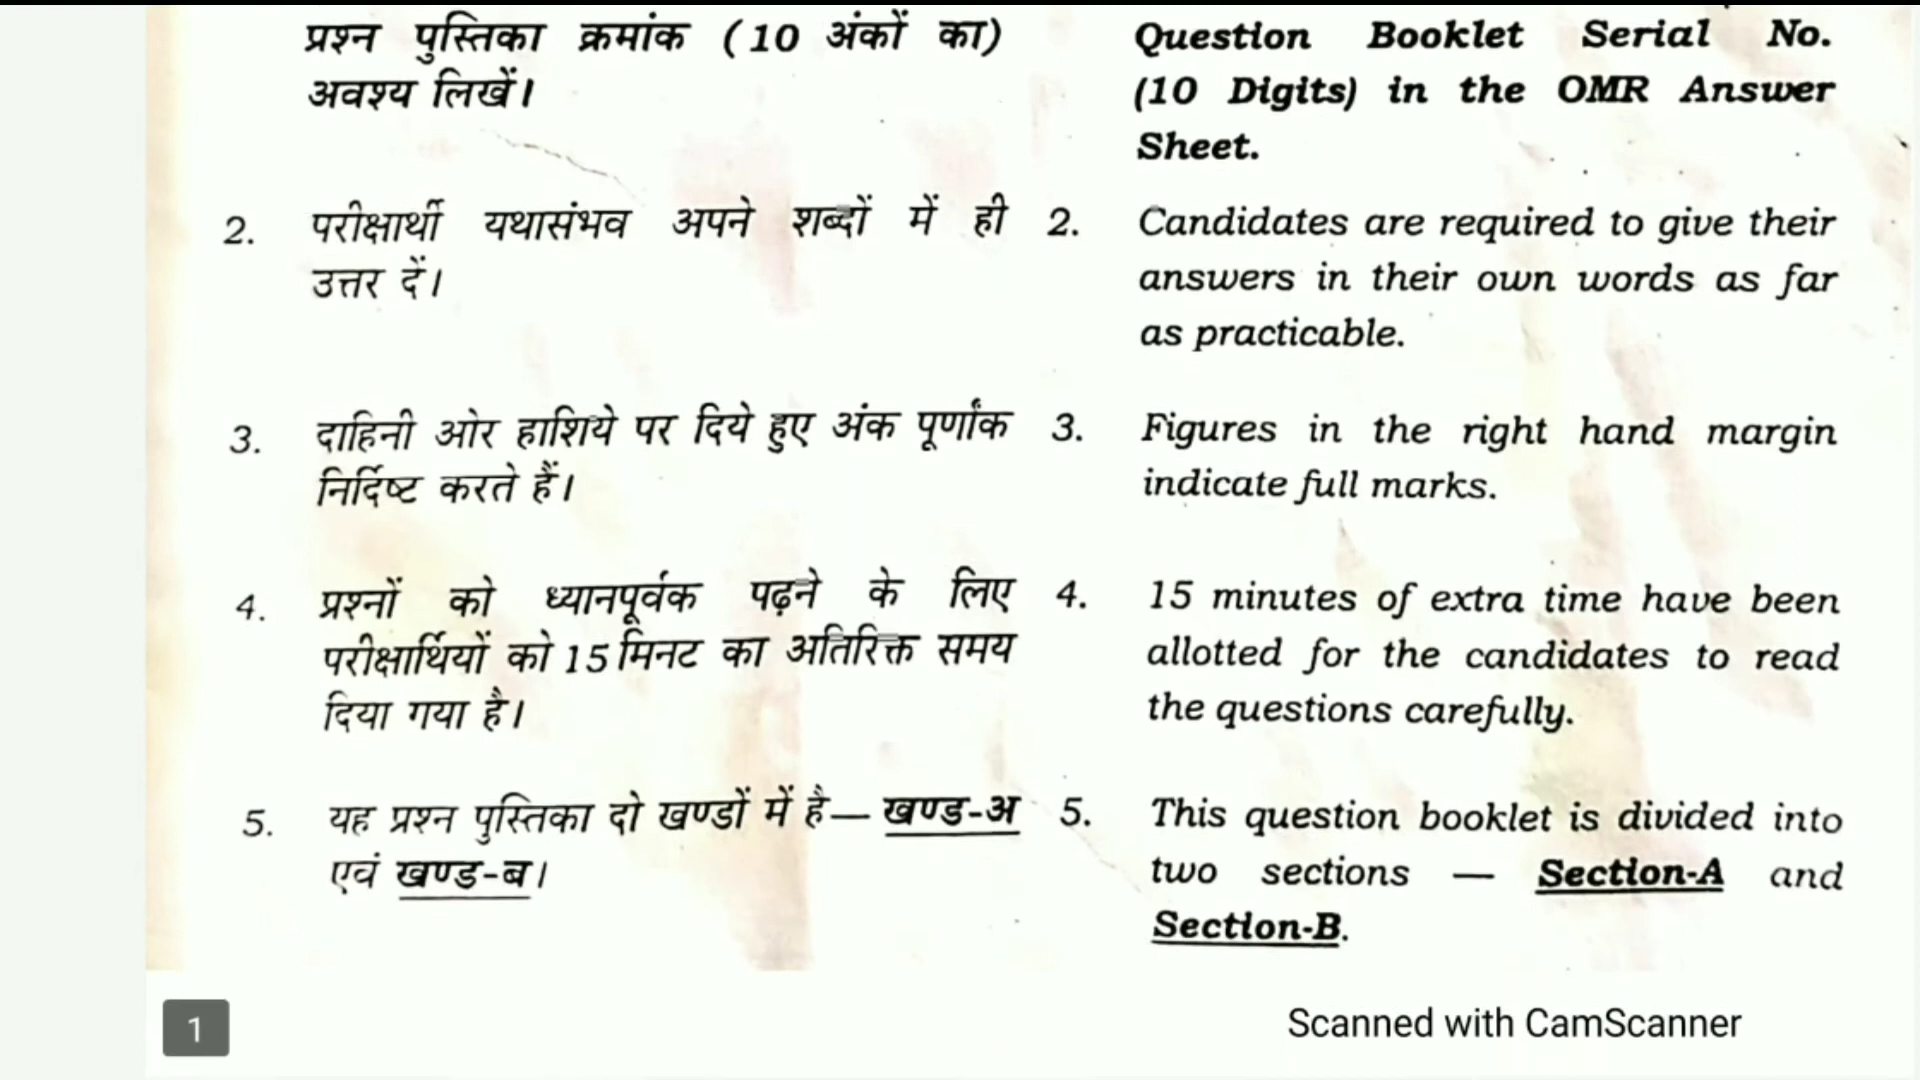 प्रश्न पुस्तिका क्रमांक (10 अंकों का)
अवश्य लिखें।
2. परीक्षार्थी यथासंभव अपने शब्दों में ही
उत्तर दें।
3. दाहिनी ओर हाशिये पर दिये हुए अंक पूर्णांक
निर्दिष्ट करते हैं।
4. प्रश्नों को ध्यानपूर्वक पढ़ने के लिए
परीक्षार्थियों को 15 मिनट का अतिरिक्त समय
दिया गया है।
5. यह प्रश्न पुस्तिका दो खण्डों में है— खण्ड-अ
एवं खण्ड-ब।
Question Booklet Serial No.
(10 Digits) in the OMR Answer
Sheet.
2. Candidates are required to give their
answers in their own words as far
as practicable.
3. Figures in the right hand margin
indicate full marks.
4. 15 minutes of extra time have been
allotted for the candidates to read
the questions carefully.
5. This question booklet is divided into
two sections — Section-A and
Section-B.
1
Scanned with CamScanner